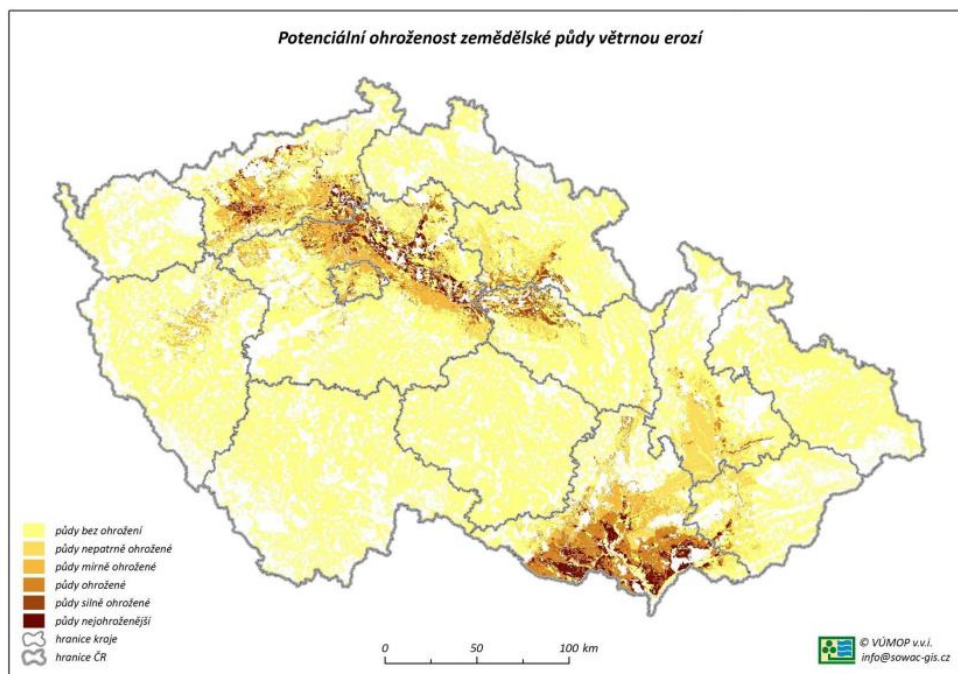 Potenciální ohroženost zemědělské půdy větrnou erozí
půdy bez ohrožení
půdy nepatrně ohrožené
půdy mírně ohrožené
půdy ohrožené
půdy silně ohrožené
půdy nejohroženější
hranice kraje
hranice ČR
0 50 100 km
© VÚMOP v.v.i.
info@sowac-gis.cz